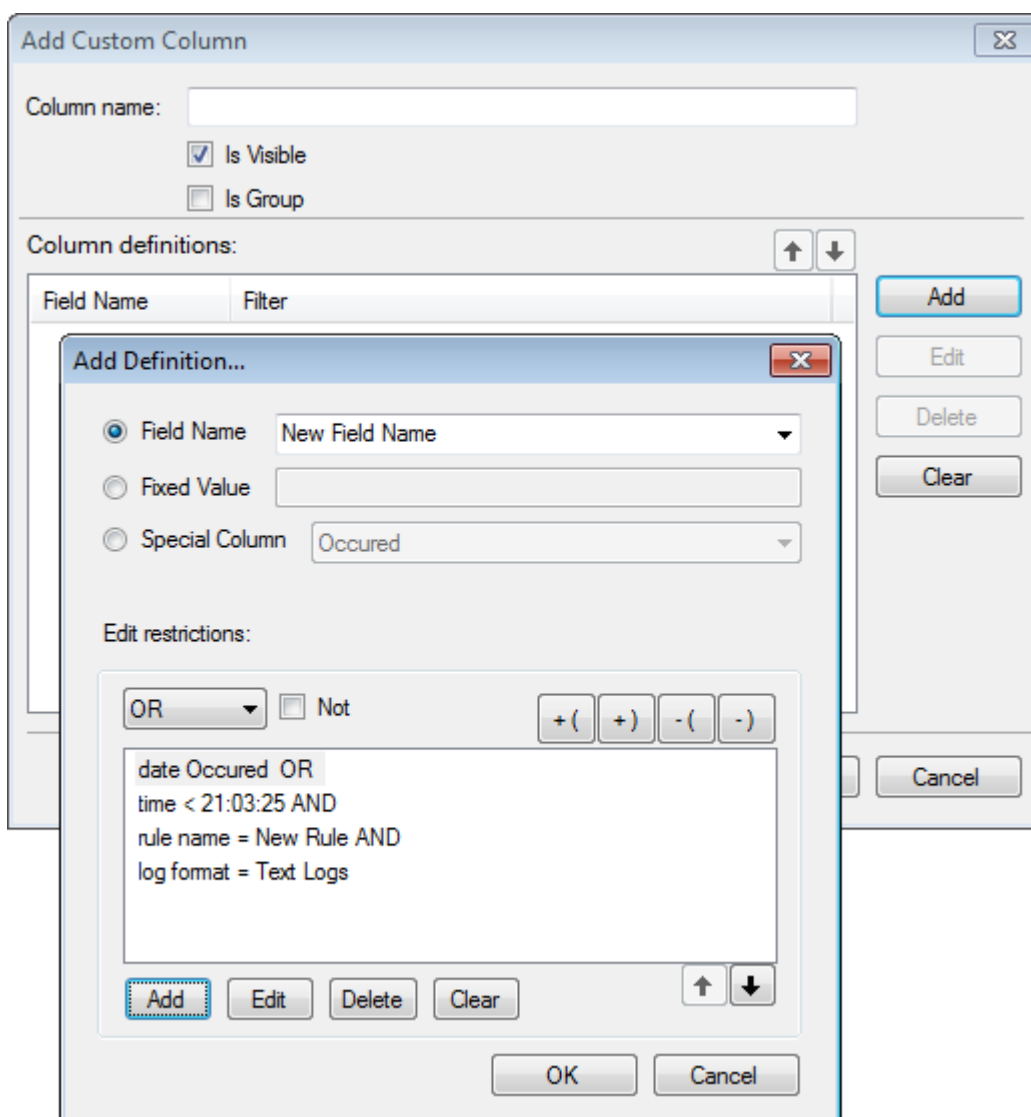 Add Custom Column
Column name:
Is Visible
Is Group
Column definitions:
Field Name Filter
Add
Edit
Delete
Clear
Cancel
Add Definition...
Field Name New Field Name
Fixed Value
Special Column Occured
Edit restrictions:
OR Not +( +) -( -)
date Occured OR
time < 21:03:25 AND
rule name = New Rule AND
log format = Text Logs
Add Edit Delete Clear
OK Cancel